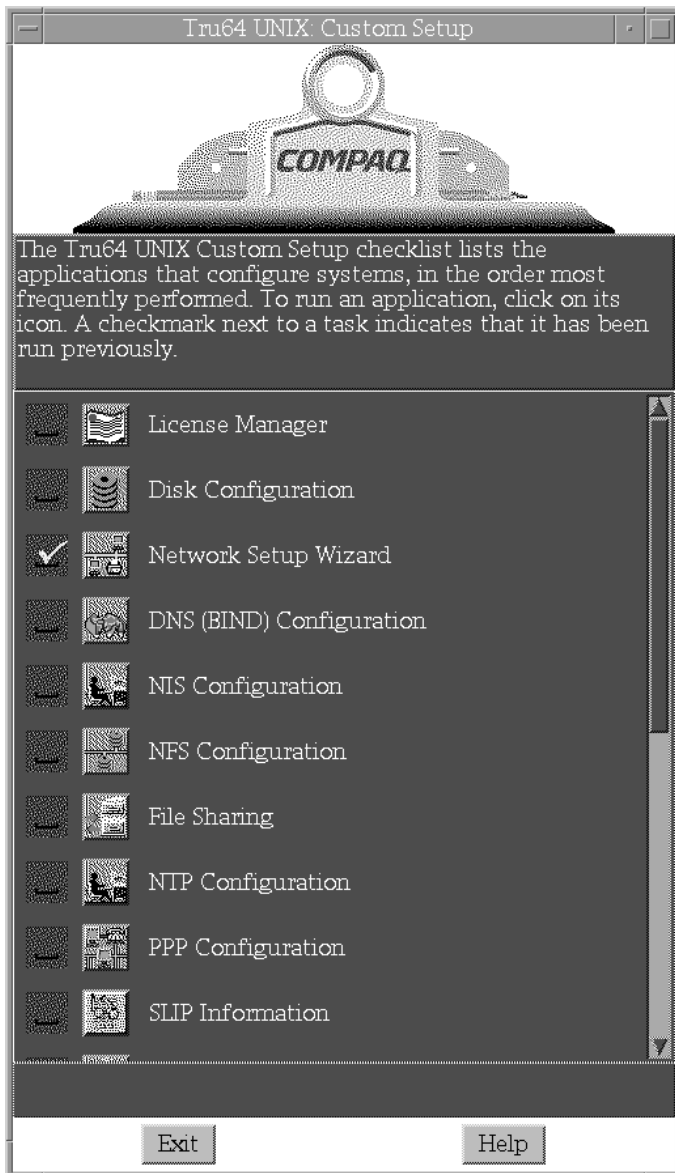 Tru64 UNIX: Custom Setup
COMPAQ
The Tru64 UNIX Custom Setup checklist lists the
applications that configure systems, in the order most
frequently performed. To run an application, click on its
icon. A checkmark next to a task indicates that it has been
run previously.
License Manager
Disk Configuration
Network Setup Wizard
DNS (BIND) Configuration
NIS Configuration
NFS Configuration
File Sharing
NTP Configuration
PPP Configuration
SLIP Information
Exit
Help